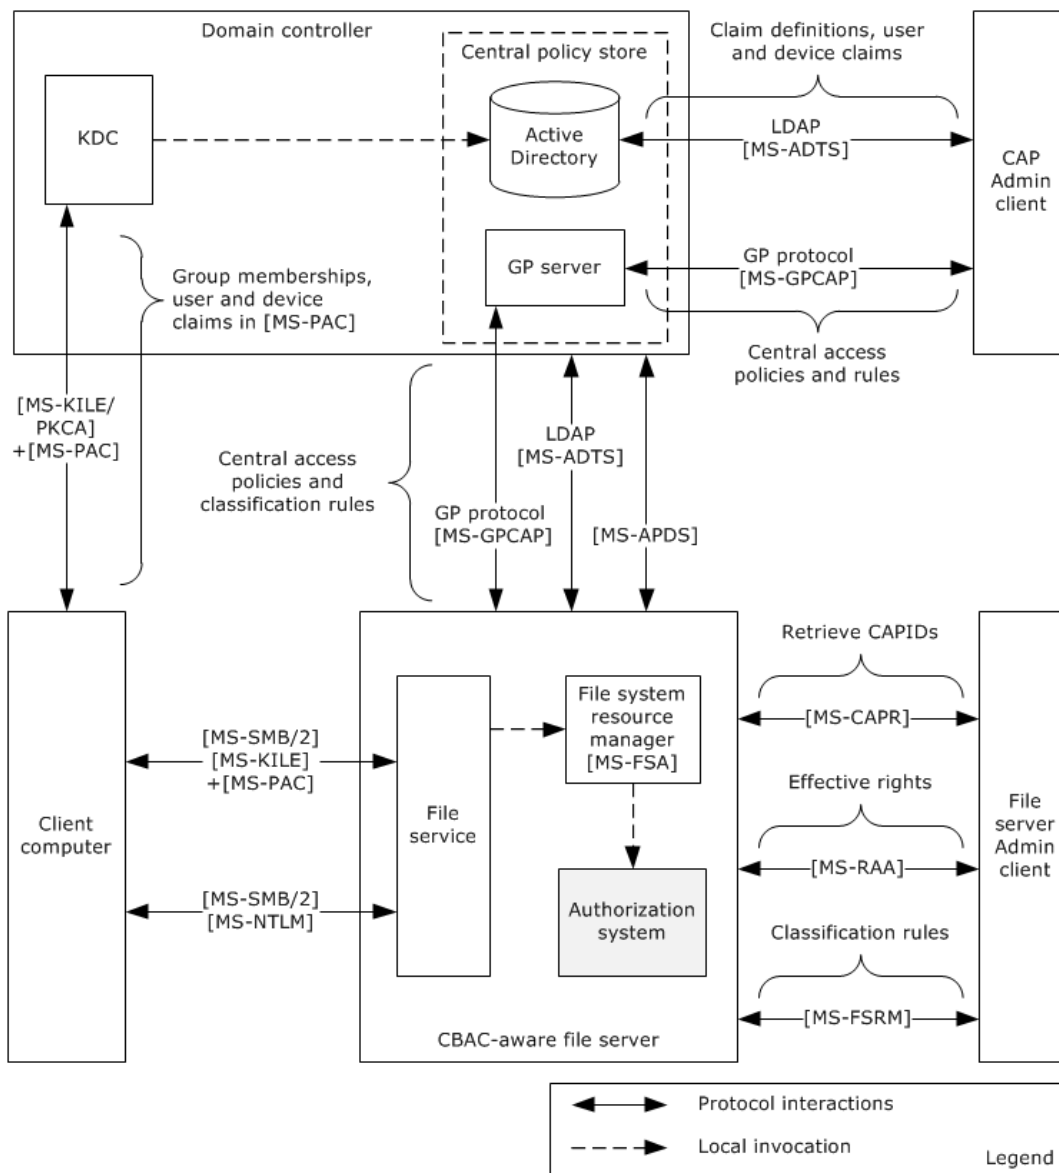 Domain controller
Central policy store
KDC
Active
Directory
GP server
Claim definitions, user
and device claims
LDAP
[MS-ADTS]
CAP
Admin
client
GP protocol
[MS-GPCAP]
Central access
policies and rules
Group memberships,
user and device
claims in [MS-PAC]
[MS-KILE/
PKCA]
+[MS-PAC]
Central access
policies and
classification rules
GP protocol
[MS-GPCAP]
LDAP
[MS-ADTS]
[MS-APDS]
Client
computer
[MS-SMB/2]
[MS-KILE]
+[MS-PAC]
[MS-SMB/2]
[MS-NTLM]
File
service
File system
resource
manager
[MS-FSA]
Authorization
system
CBAC-aware file server
Retrieve CAPIDs
[MS-CAPR]
Effective rights
[MS-RAA]
Classification rules
[MS-FSRM]
File
server
Admin
client
Protocol interactions
Local invocation
Legend